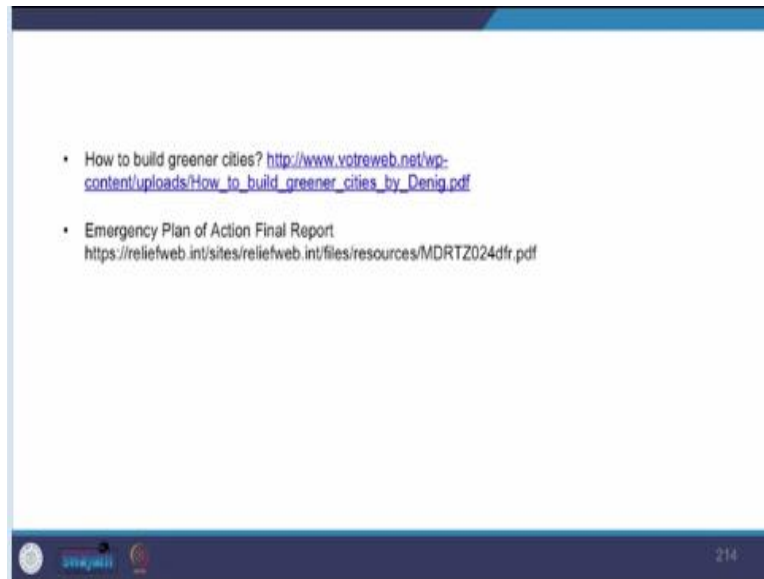 • How to build greener cities? http://www.votreweb.net/wp-
content/uploads/How_to_build_greener_cities_by_Denig.pdf
• Emergency Plan of Action Final Report
https://reliefweb.int/sites/reliefweb.int/files/resources/MDRTZ024dfr.pdf
swayam
214